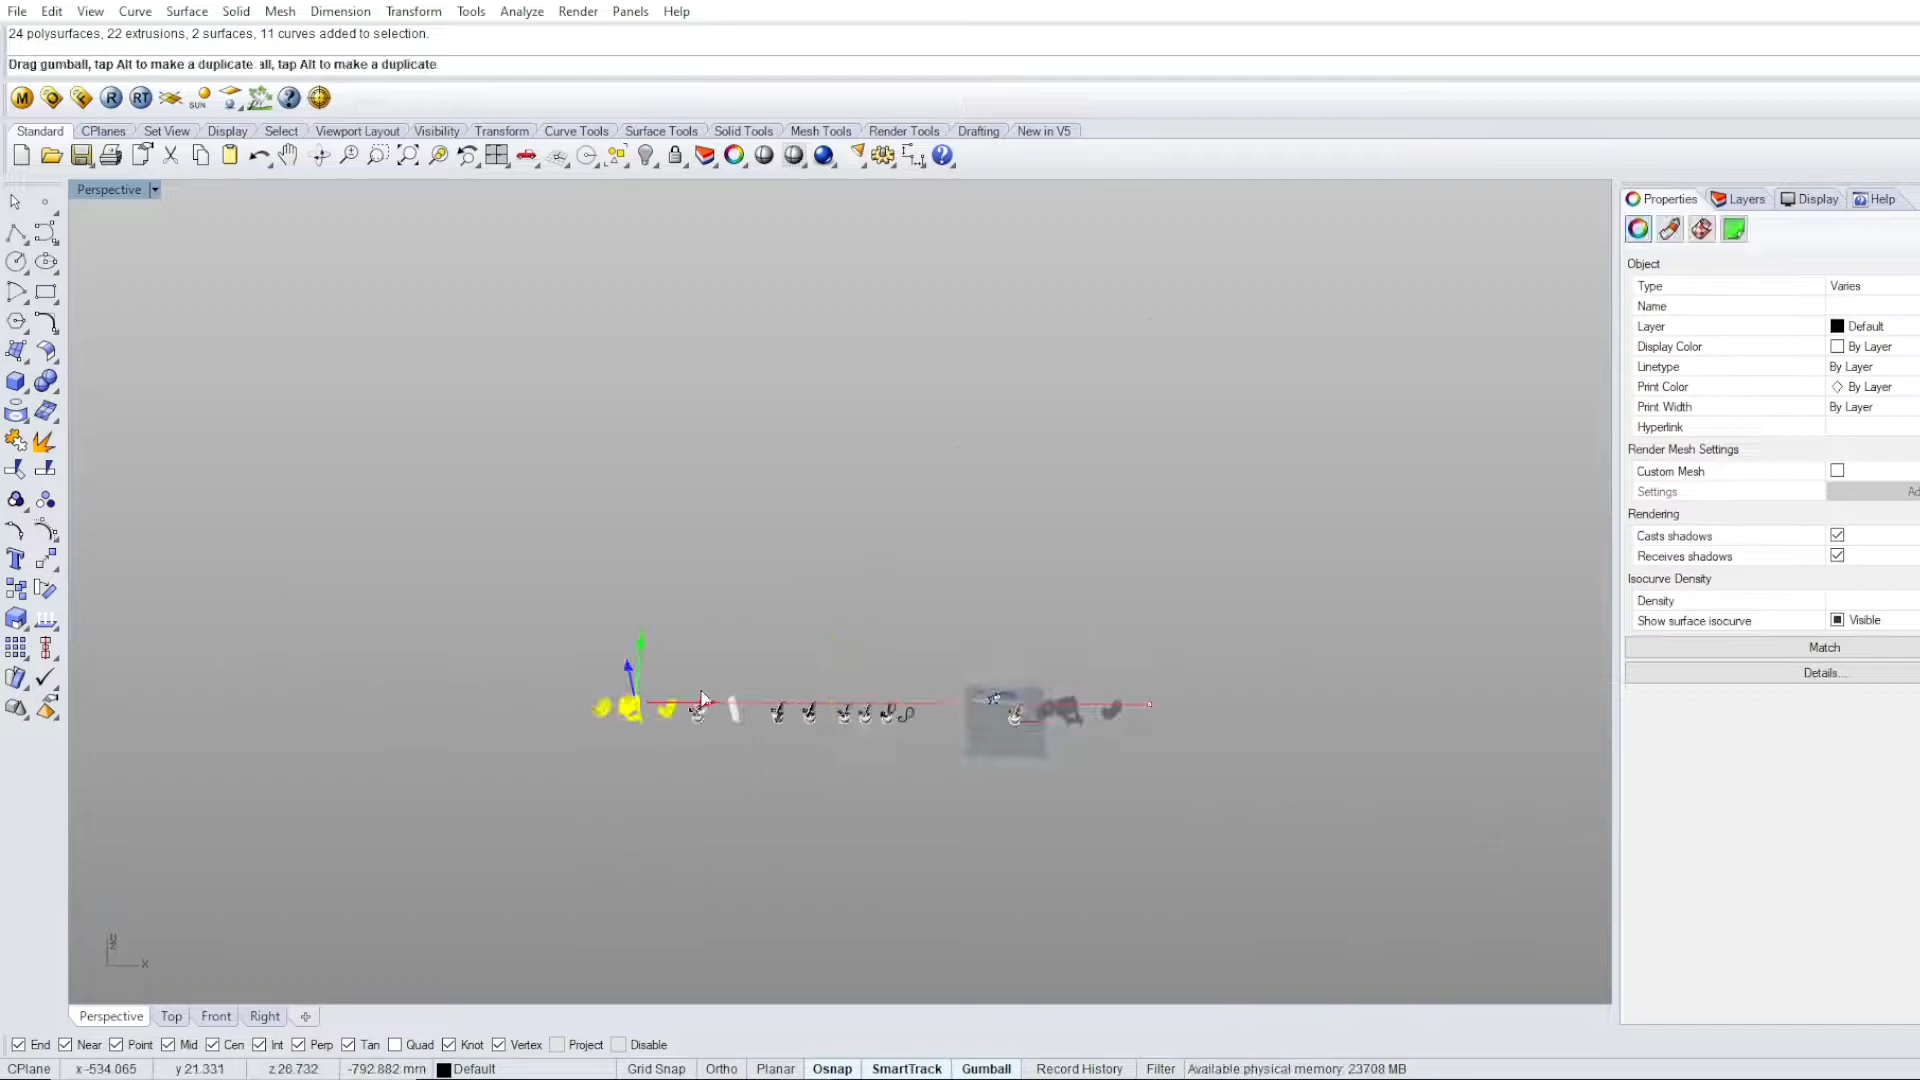 File Edit View Curve Surface Solid Mesh Dimension Transform Tools Analyze Render Panels Help
24 polysurfaces, 22 extrusions, 2 surfaces, 11 curves added to selection.
Drag gumball, tap Alt to make a duplicate all, tap Alt to make a duplicate
M O F R RT SUN
Standard CPlanes Set View Display Select Viewport Layout Visibility Transform Curve Tools Surface Tools Solid Tools Mesh Tools Render Tools Drafting New in V5
Perspective
Properties Layers Display Help
Object
Type Varies
Name
Layer Default
Display Color By Layer
Linetype By Layer
Print Color By Layer
Print Width By Layer
Hyperlink
Render Mesh Settings
Custom Mesh
Settings
Rendering
Casts shadows
Receives shadows
Isocurve Density
Density
Show surface isocurve Visible
Match
Details...
x
Perspective Top Front Right
End Near Point Mid Cen Int Perp Tan Quad Knot Vertex Project Disable
CPlane x -534.065 y 21.331 z 26.732 -792.882 mm Default Grid Snap Ortho Planar Osnap SmartTrack Gumball Record History Filter Available physical memory: 23708 MB